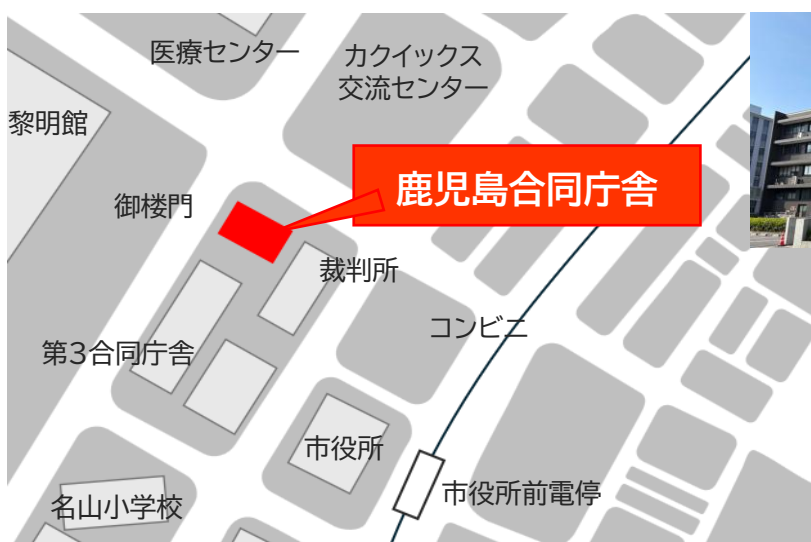 医療センター
カクイックス
交流センター
黎明館
鹿児島合同庁舎
御楼門
裁判所
コンビニ
第3合同庁舎
市役所
市役所前電停
名山小学校